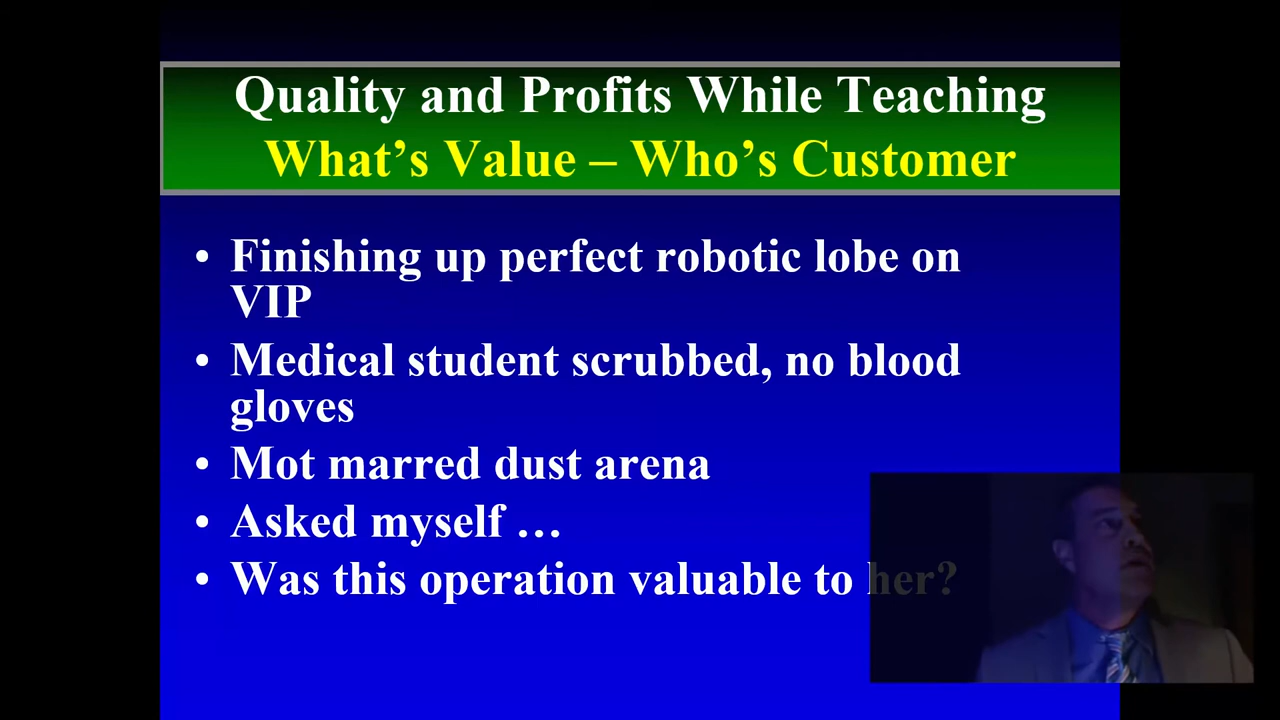 Quality and Profits While Teaching
What's Value – Who's Customer
• Finishing up perfect robotic lobe on
VIP
• Medical student scrubbed, no blood
gloves
• Mot marred dust arena
• Asked myself …
• Was this operation valuable to her?